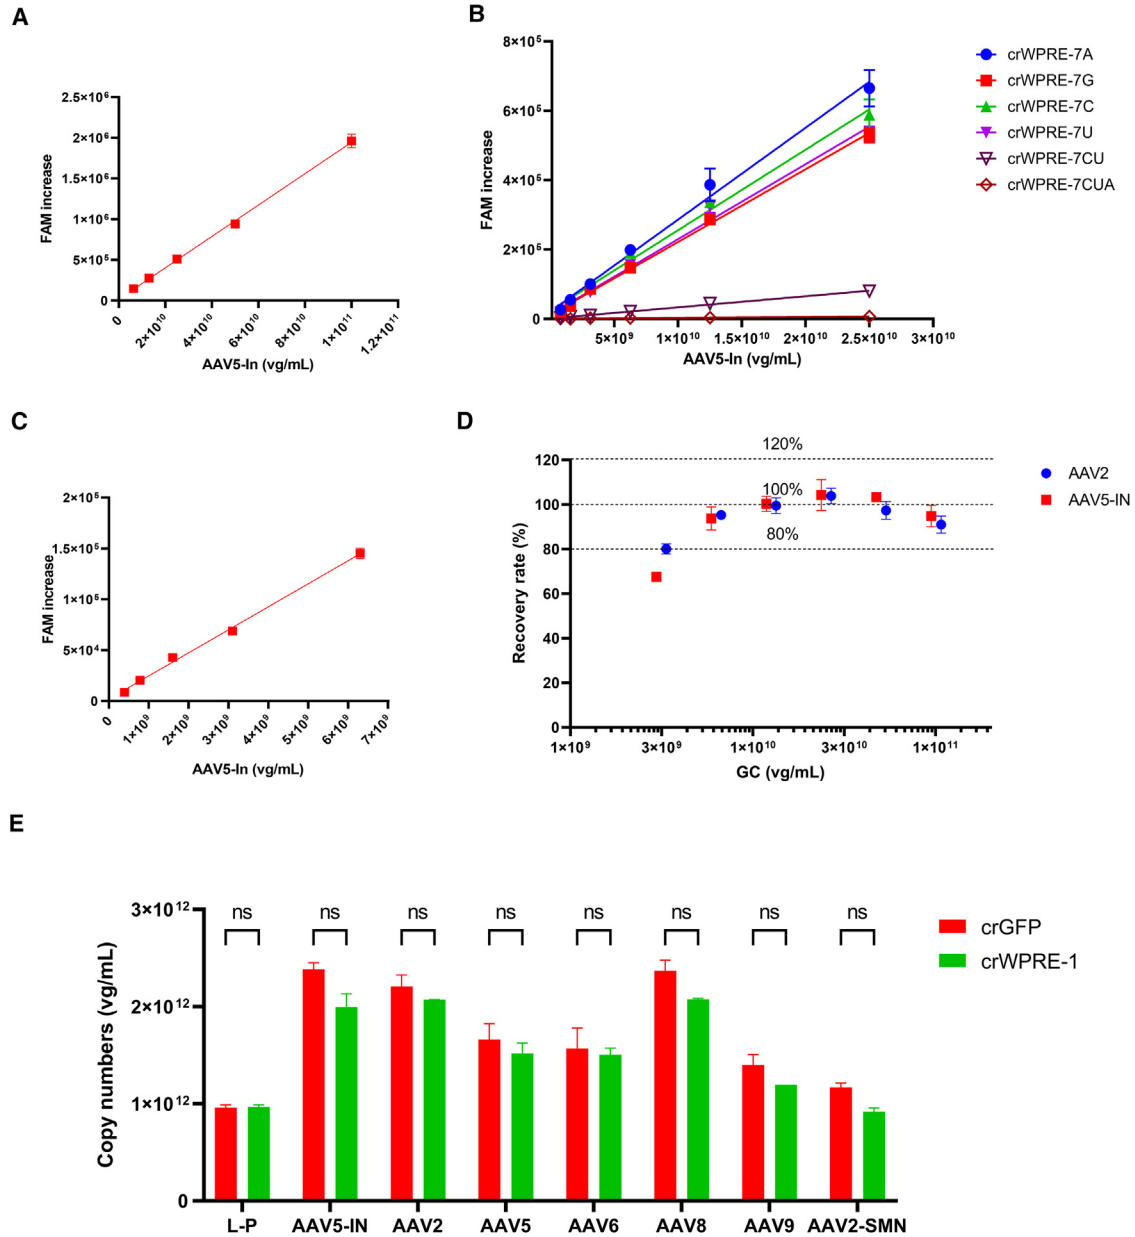 A
2.5×10⁶
2×10⁶
1.5×10⁶
1×10⁶
5×10⁵
0
FAM increase
0
2×10¹⁰
4×10¹⁰
6×10¹⁰
8×10¹⁰
1×10¹¹
1.2×10¹¹
AAV5-In (vg/mL)
B
8×10⁵
6×10⁵
4×10⁵
2×10⁵
0
FAM increase
5×10⁹
1×10¹⁰
1.5×10¹⁰
2.0×10¹⁰
2.5×10¹⁰
3×10¹⁰
AAV5-In (vg/mL)
crWPRE-7A
crWPRE-7G
crWPRE-7C
crWPRE-7U
crWPRE-7CU
crWPRE-7CUA
C
2×10⁵
1.5×10⁵
1×10⁵
5×10⁴
0
FAM increase
0
1×10⁹
2×10⁹
3×10⁹
4×10⁹
5×10⁹
6×10⁹
7×10⁹
AAV5-In (vg/mL)
D
120%
100%
80%
120
100
80
60
40
20
0
Recovery rate (%)
1×10⁹
3×10⁹
1×10¹⁰
3×10¹⁰
1×10¹¹
GC (vg/mL)
AAV2
AAV5-IN
E
3×10¹²
2×10¹²
1×10¹²
0
Copy numbers (vg/mL)
ns ns ns ns ns ns ns ns
L-P AAV5-IN AAV2 AAV5 AAV6 AAV8 AAV9 AAV2-SMN
crGFP
crWPRE-1